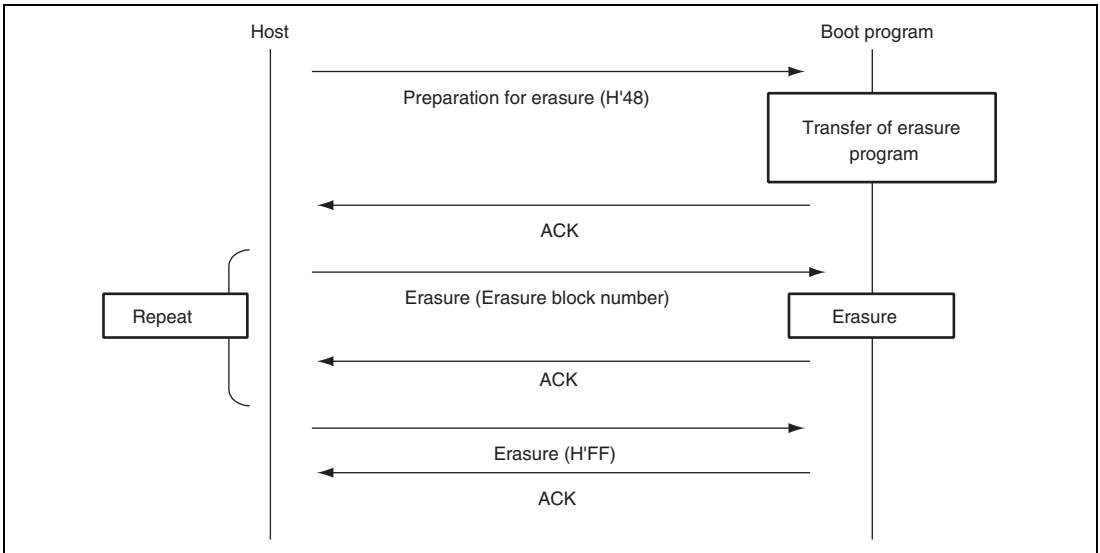 Host
Boot program
Preparation for erasure (H'48)
Transfer of erasure
program
ACK
Erasure (Erasure block number)
Repeat
Erasure
ACK
Erasure (H'FF)
ACK